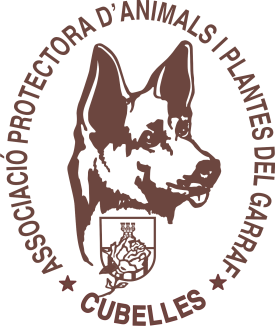 ASSOCIACIÓ PROTECTORA D'ANIMALS I PLANTES DEL GARRAF
★ CUBELLES ★